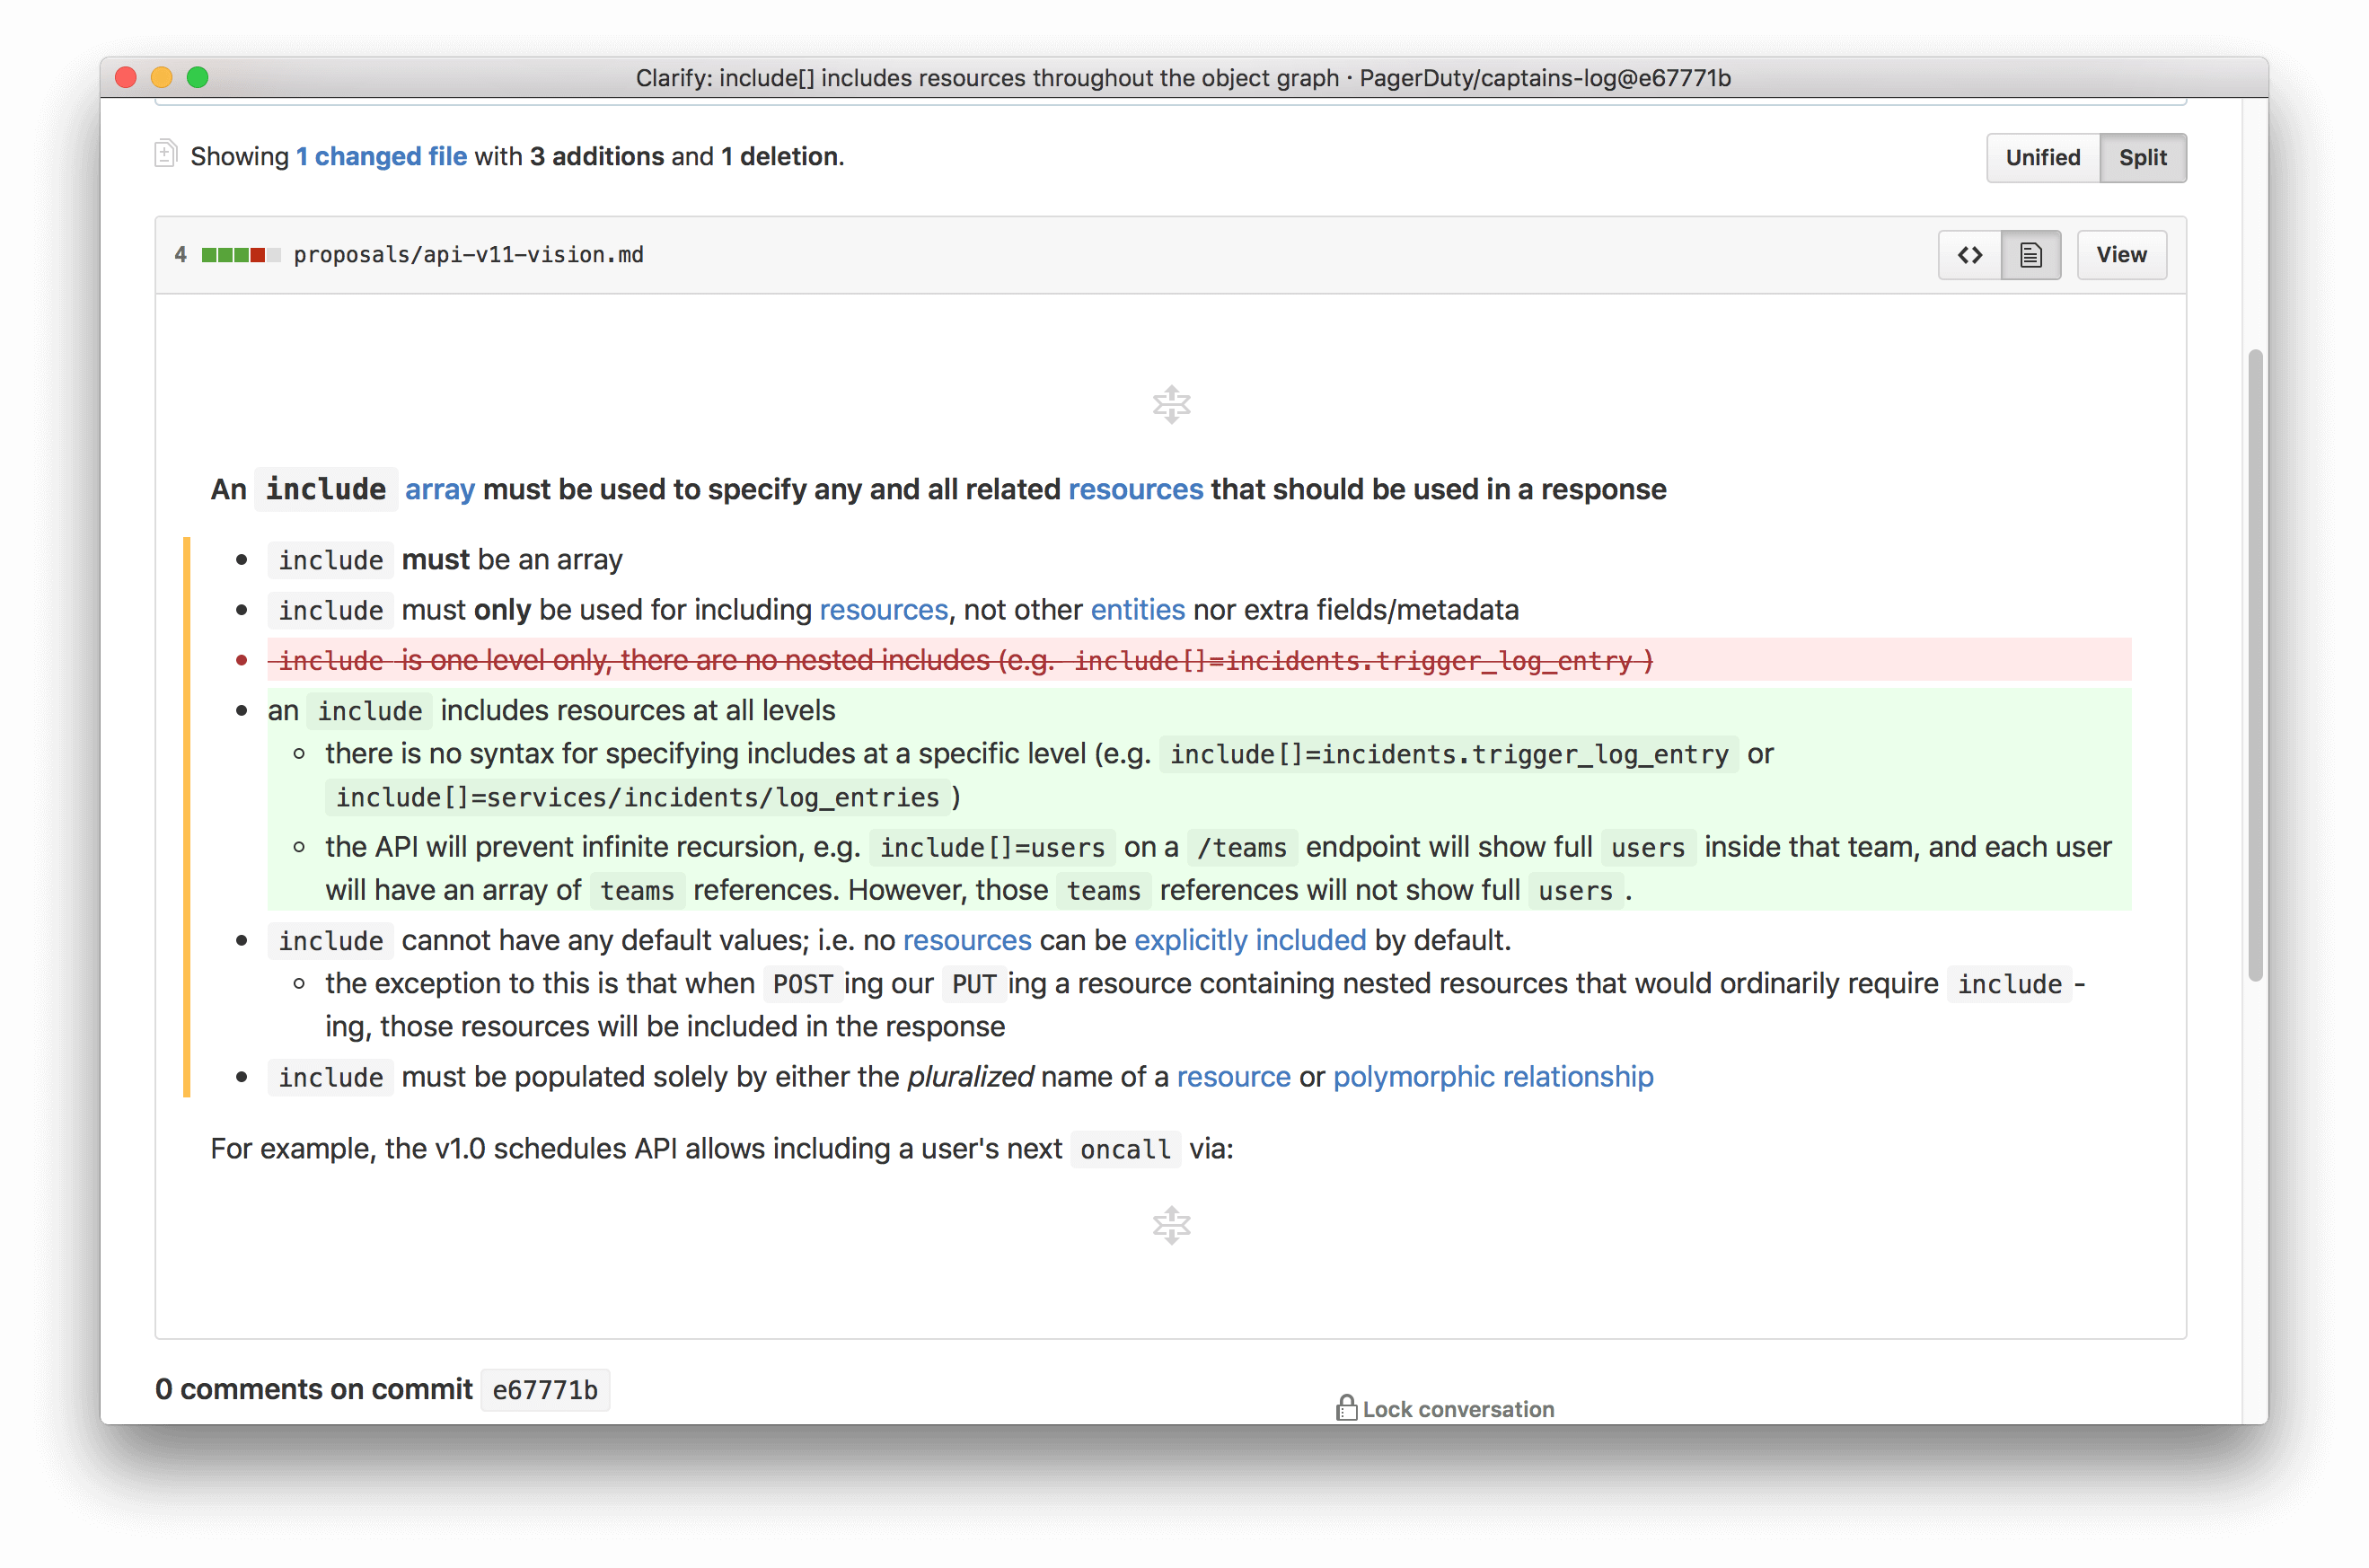 Clarify: include[] includes resources throughout the object graph · PagerDuty/captains-log@e67771b
Showing 1 changed file with 3 additions and 1 deletion.
Unified Split
4 proposals/api-v11-vision.md
View
An include array must be used to specify any and all related resources that should be used in a response
include must be an array
include must only be used for including resources, not other entities nor extra fields/metadata
include is one level only, there are no nested includes (e.g. include[]=incidents.trigger_log_entry )
an include includes resources at all levels
there is no syntax for specifying includes at a specific level (e.g. include[]=incidents.trigger_log_entry or
include[]=services/incidents/log_entries )
the API will prevent infinite recursion, e.g. include[]=users on a /teams endpoint will show full users inside that team, and each user
will have an array of teams references. However, those teams references will not show full users .
include cannot have any default values; i.e. no resources can be explicitly included by default.
the exception to this is that when POST ing our PUT ing a resource containing nested resources that would ordinarily require include -
ing, those resources will be included in the response
include must be populated solely by either the pluralized name of a resource or polymorphic relationship
For example, the v1.0 schedules API allows including a user's next oncall via:
0 comments on commit e67771b
Lock conversation